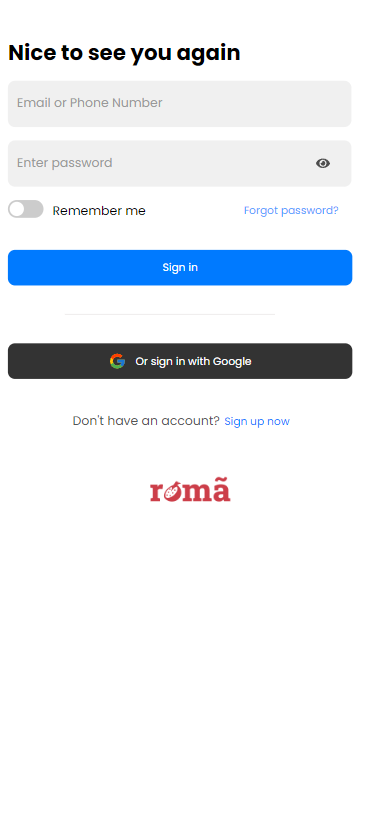 Nice to see you again
Email or Phone Number
Enter password
Remember me Forgot password?
Sign in
Or sign in with Google
Don't have an account? Sign up now
romã